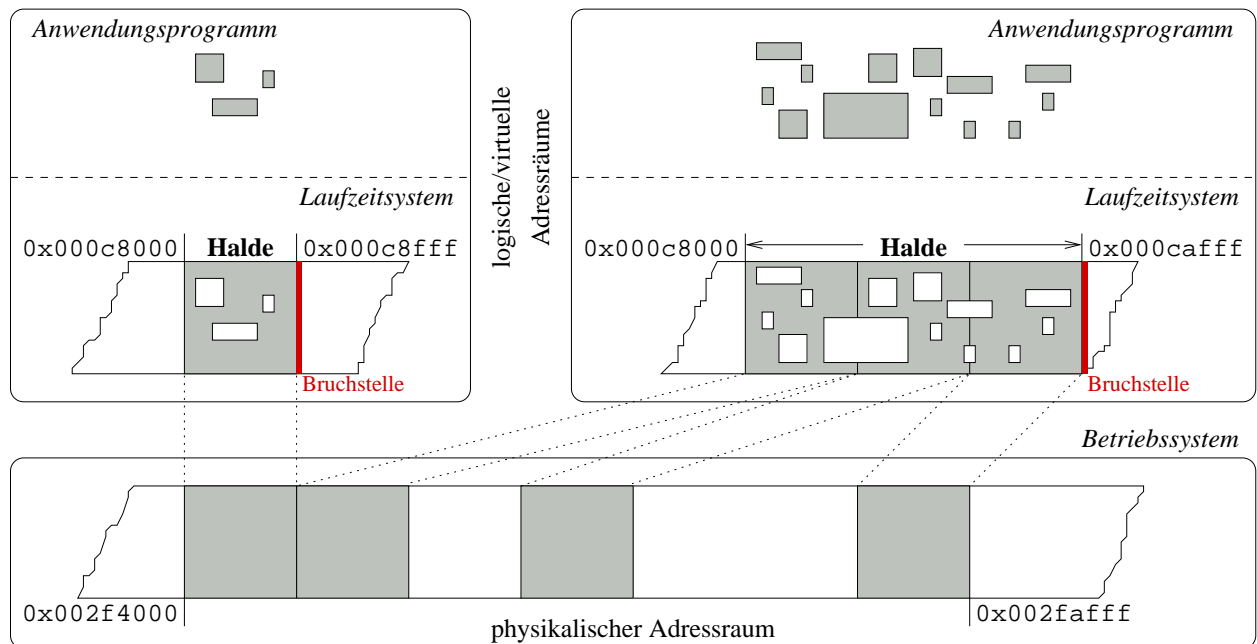 Anwendungsprogramm
Laufzeitsystem
0x000c8000
Halde
0x000c8fff
Bruchstelle
logische/virtuelle
Adressräume
Anwendungsprogramm
Laufzeitsystem
0x000c8000
Halde
0x000cafff
Bruchstelle
Betriebssystem
0x002f4000
physikalischer Adressraum
0x002fafff